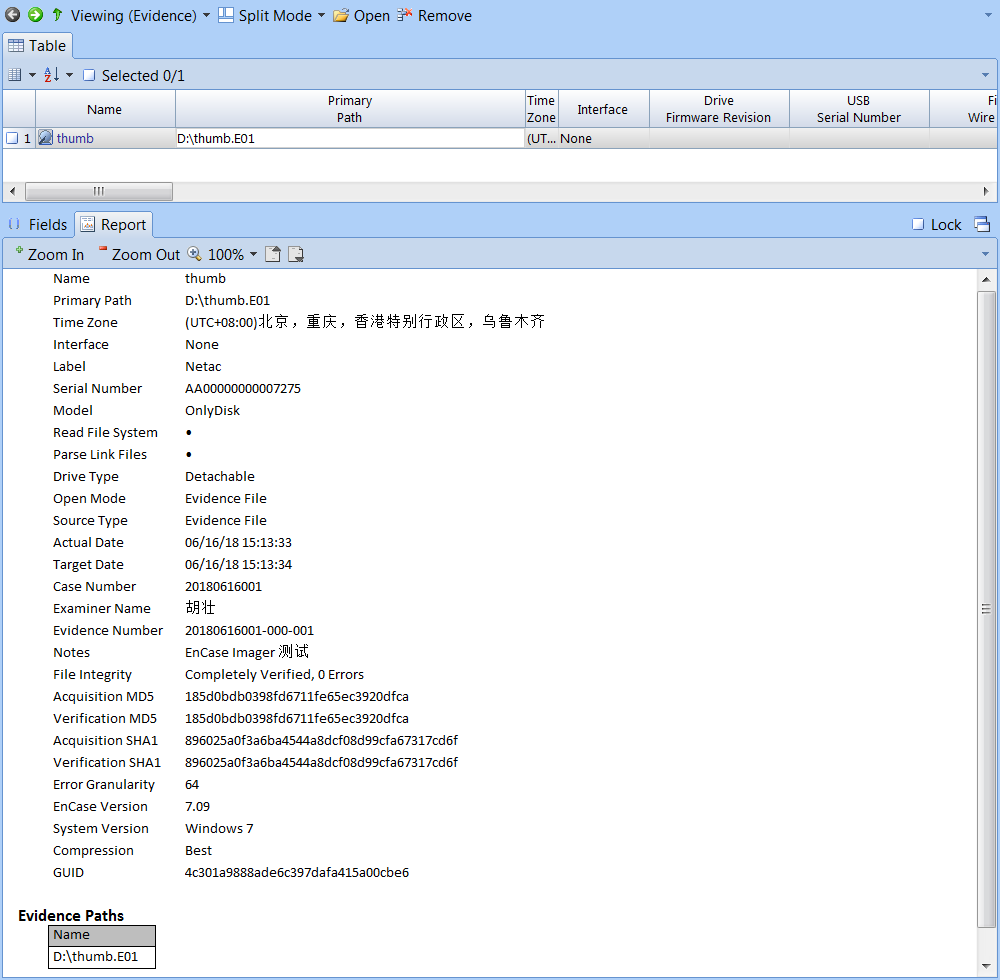 Viewing (Evidence) Split Mode Open Remove
Table
Selected 0/1
Name Primary Path Time Zone Interface Drive Firmware Revision USB Serial Number Fi Wire
1 thumb D:\thumb.E01 (UT... None
Fields Report Lock
Zoom In Zoom Out 100%
Name thumb
Primary Path D:\thumb.E01
Time Zone (UTC+08:00)北京，重庆，香港特别行政区，乌鲁木齐
Interface None
Label Netac
Serial Number AA00000000007275
Model OnlyDisk
Read File System •
Parse Link Files •
Drive Type Detachable
Open Mode Evidence File
Source Type Evidence File
Actual Date 06/16/18 15:13:33
Target Date 06/16/18 15:13:34
Case Number 20180616001
Examiner Name 胡壮
Evidence Number 20180616001-000-001
Notes EnCase Imager 测试
File Integrity Completely Verified, 0 Errors
Acquisition MD5 185d0bdb0398fd6711fe65ec3920dfca
Verification MD5 185d0bdb0398fd6711fe65ec3920dfca
Acquisition SHA1 896025a0f3a6ba4544a8dcf08d99cfa67317cd6f
Verification SHA1 896025a0f3a6ba4544a8dcf08d99cfa67317cd6f
Error Granularity 64
EnCase Version 7.09
System Version Windows 7
Compression Best
GUID 4c301a9888ade6c397dafa415a00cbe6
Evidence Paths
Name
D:\thumb.E01